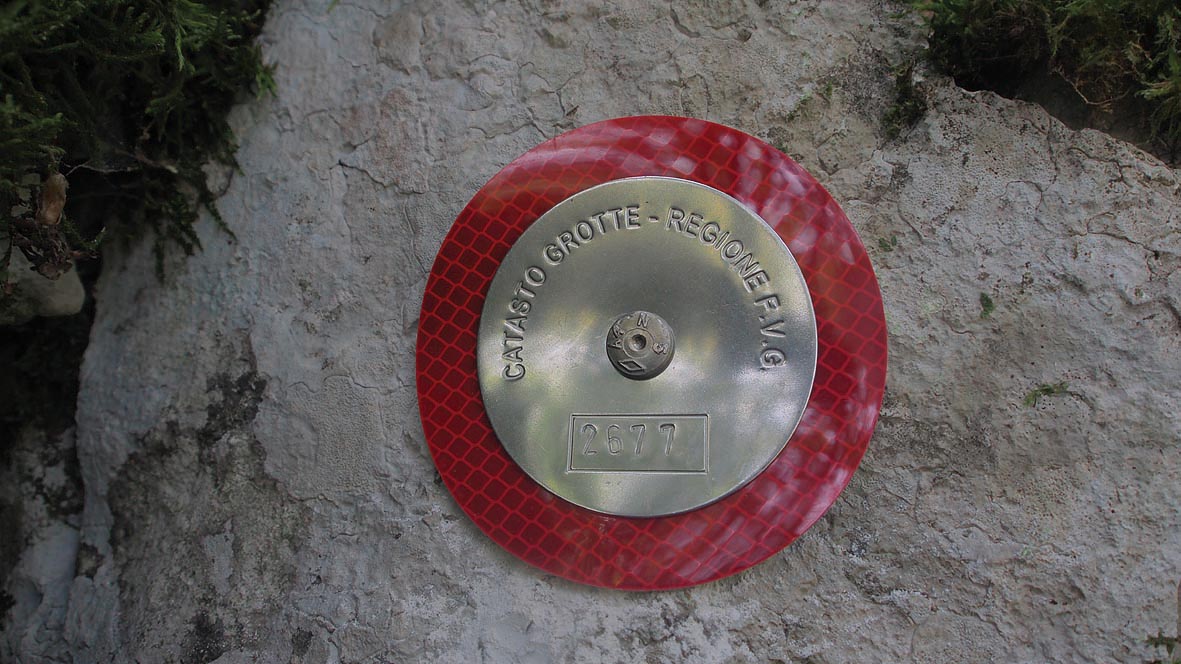 CATASTO GROTTE - REGIONE F.V.G
N
2677